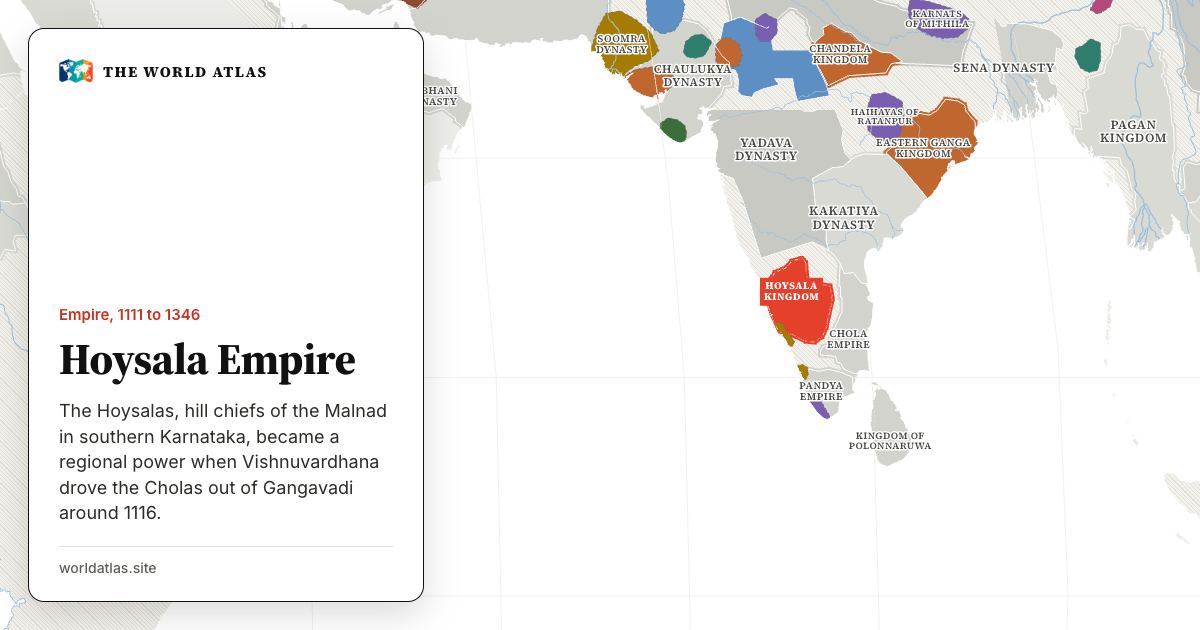 THE WORLD ATLAS
Empire, 1111 to 1346
Hoysala Empire
The Hoysalas, hill chiefs of the Malnad
in southern Karnataka, became a
regional power when Vishnuvardhana
drove the Cholas out of Gangavadi
around 1116.
worldatlas.site
BHANI
NASTY
SOOMRA
DYNASTY
CHAULUKYA
DYNASTY
CHANDELA
KINGDOM
KARNATS
OF MITHILA
SENA DYNASTY
HAIHAYAS OF
RATANPUR
EASTERN GANGA
KINGDOM
PAGAN
KINGDOM
YADAVA
DYNASTY
KAKATIYA
DYNASTY
HOYSALA
KINGDOM
CHOLA
EMPIRE
PANDYA
EMPIRE
KINGDOM OF
POLONNARUWA